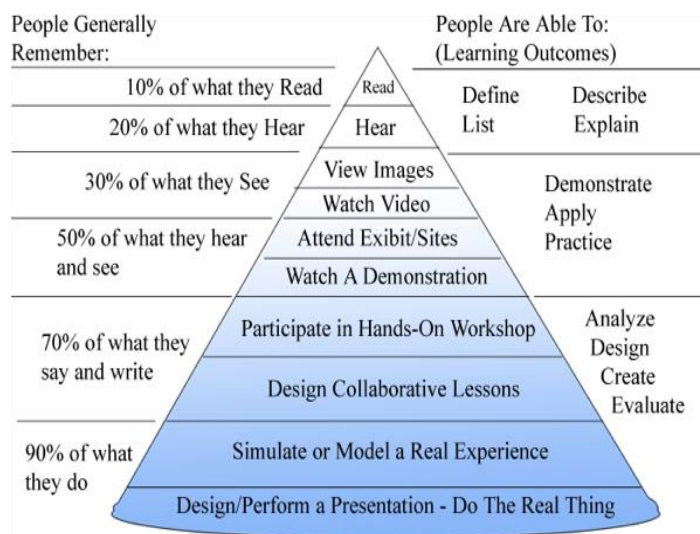 People Generally
Remember:
10% of what they Read
20% of what they Hear
30% of what they See
50% of what they hear
and see
70% of what they
say and write
90% of what
they do
Read
Hear
View Images
Watch Video
Attend Exibit/Sites
Watch A Demonstration
Participate in Hands-On Workshop
Design Collaborative Lessons
Simulate or Model a Real Experience
Design/Perform a Presentation - Do The Real Thing
People Are Able To:
(Learning Outcomes)
Define Describe
List Explain
Demonstrate
Apply
Practice
Analyze
Design
Create
Evaluate